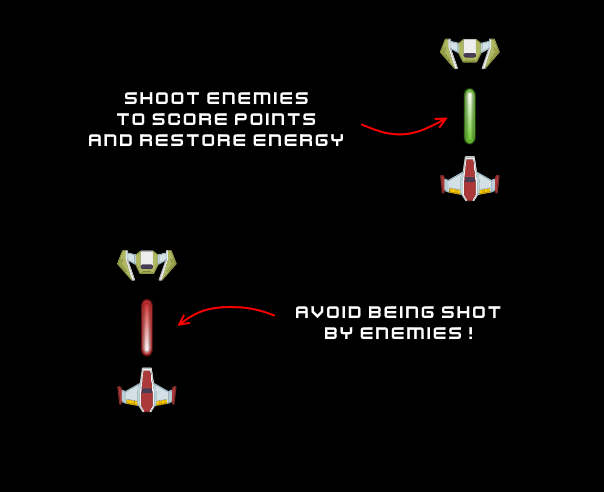 SHOOT ENEMIES
TO SCORE POINTS
AND RESTORE ENERGY
AVOID BEING SHOT
BY ENEMIES !